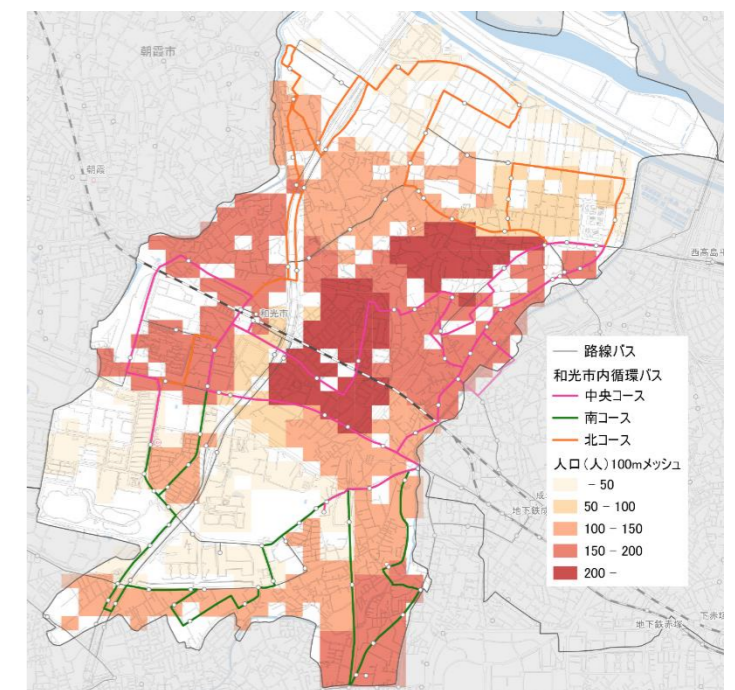 朝霞市
朝霞
西高島平
和光市
路線バス
和光市内循環バス
中央コース
南コース
北コース
人口(人)100mメッシュ
- 50
50 - 100
100 - 150
150 - 200
200 -
地下鉄成
地下鉄赤塚
下赤塚